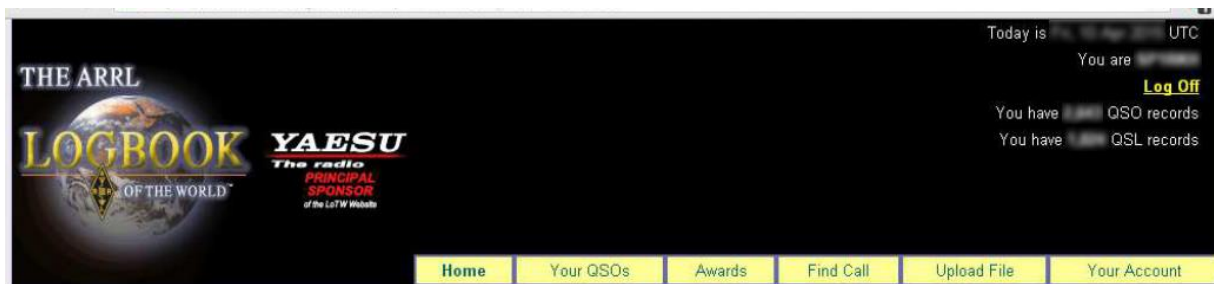 THE ARRL
LOGBOOK
OF THE WORLD
YAESU
The radio
PRINCIPAL
SPONSOR
of the LoTW Website
Today is UTC
You are
Log Off
You have QSO records
You have QSL records
Home Your QSOs Awards Find Call Upload File Your Account